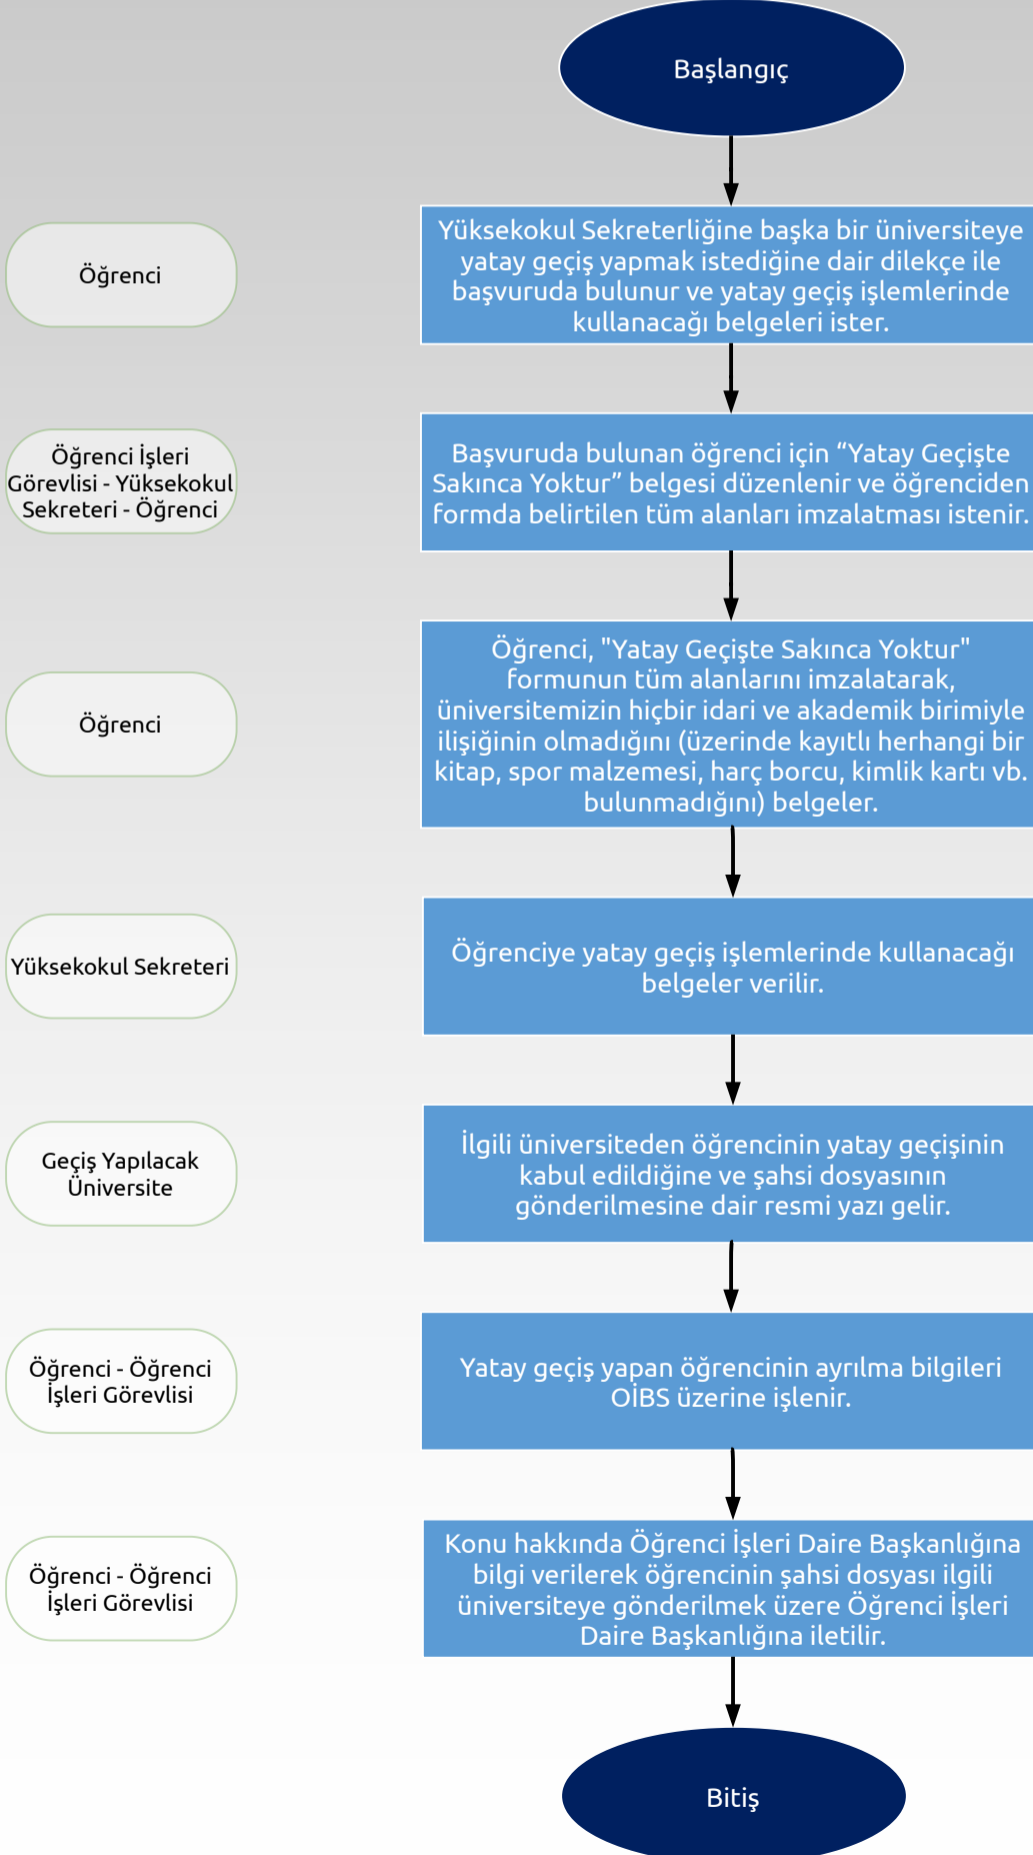 Başlangıç
Öğrenci
Yüksekokul Sekreterliğine başka bir üniversiteye
yatay geçiş yapmak istediğine dair dilekçe ile
başvuruda bulunur ve yatay geçiş işlemlerinde
kullanacağı belgeleri ister.
Öğrenci İşleri
Görevlisi - Yüksekokul
Sekreteri - Öğrenci
Başvuruda bulunan öğrenci için “Yatay Geçişte
Sakınca Yoktur” belgesi düzenlenir ve öğrenciden
formda belirtilen tüm alanları imzalatması istenir.
Öğrenci
Öğrenci, "Yatay Geçişte Sakınca Yoktur"
formunun tüm alanlarını imzalatarak,
üniversitemizin hiçbir idari ve akademik birimiyle
ilişiğinin olmadığını (üzerinde kayıtlı herhangi bir
kitap, spor malzemesi, harç borcu, kimlik kartı vb.
bulunmadığını) belgeler.
Yüksekokul Sekreteri
Öğrenciye yatay geçiş işlemlerinde kullanacağı
belgeler verilir.
Geçiş Yapılacak
Üniversite
İlgili üniversiteden öğrencinin yatay geçişinin
kabul edildiğine ve şahsi dosyasının
gönderilmesine dair resmi yazı gelir.
Öğrenci - Öğrenci
İşleri Görevlisi
Yatay geçiş yapan öğrencinin ayrılma bilgileri
OİBS üzerine işlenir.
Öğrenci - Öğrenci
İşleri Görevlisi
Konu hakkında Öğrenci İşleri Daire Başkanlığına
bilgi verilerek öğrencinin şahsi dosyası ilgili
üniversiteye gönderilmek üzere Öğrenci İşleri
Daire Başkanlığına iletilir.
Bitiş